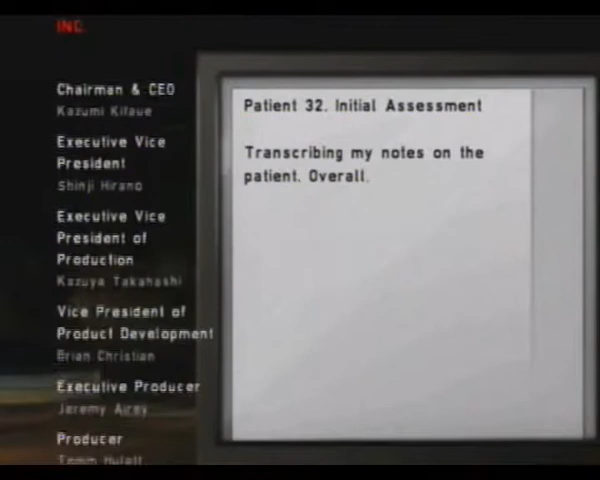 INC.
Chairman & CEO
Kazumi Kitaue
Executive Vice
President
Shinji Hirano
Executive Vice
President of
Production
Kazuya Takahashi
Vice President of
Product Development
Brian Christian
Executive Producer
Jeremy Airey
Producer
Tomm Hulett
Patient 32. Initial Assessment
Transcribing my notes on the
patient. Overall.